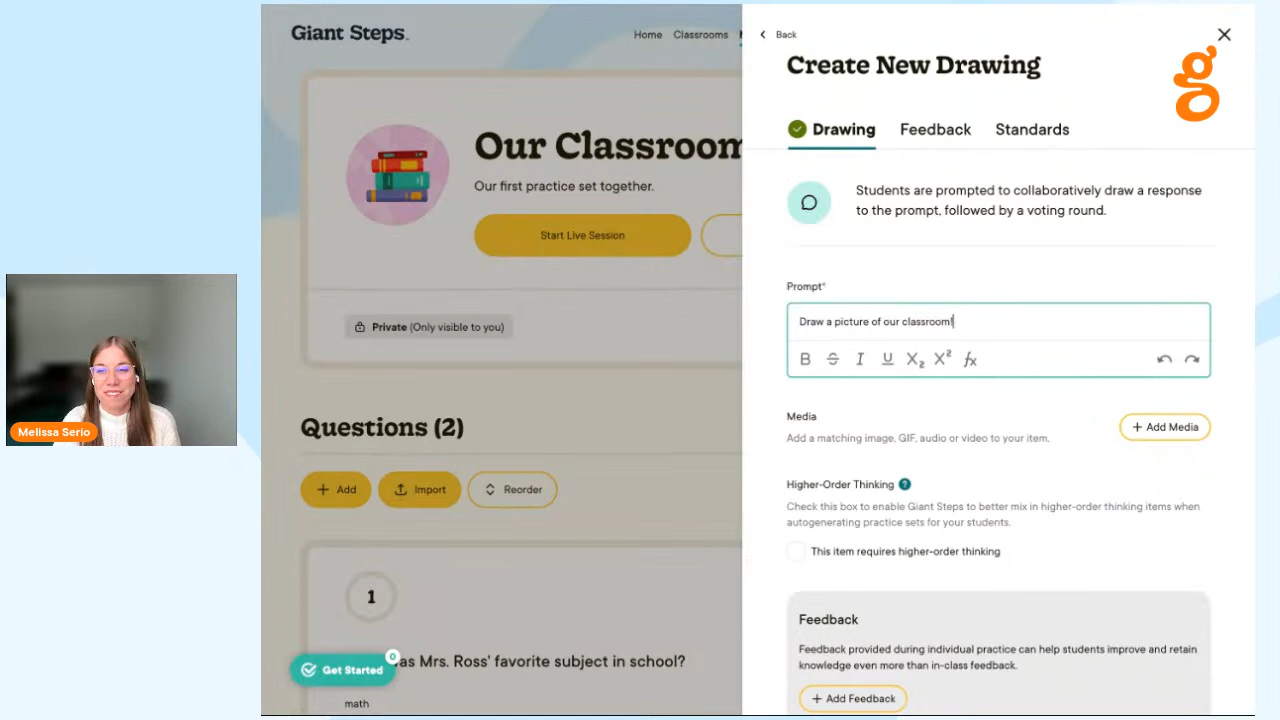 Giant Steps
Home
Classrooms
Our Classroom
Our first practice set together.
Start Live Session
Private (Only visible to you)
Questions (2)
Add
Import
Reorder
1
as Mrs. Ross' favorite subject in school?
Get Started
0
math
Melissa Serio
Back
Create New Drawing
g
Drawing
Feedback
Standards
Students are prompted to collaboratively draw a response
to the prompt, followed by a voting round.
Prompt*
Draw a picture of our classroom!
B S I U X2 X2 fx
Media
Add a matching image, GIF, audio or video to your item.
+ Add Media
Higher-Order Thinking ?
Check this box to enable Giant Steps to better mix in higher-order thinking items when
autogenerating practice sets for your students.
This item requires higher-order thinking
Feedback
Feedback provided during individual practice can help students improve and retain
knowledge even more than in-class feedback.
+ Add Feedback